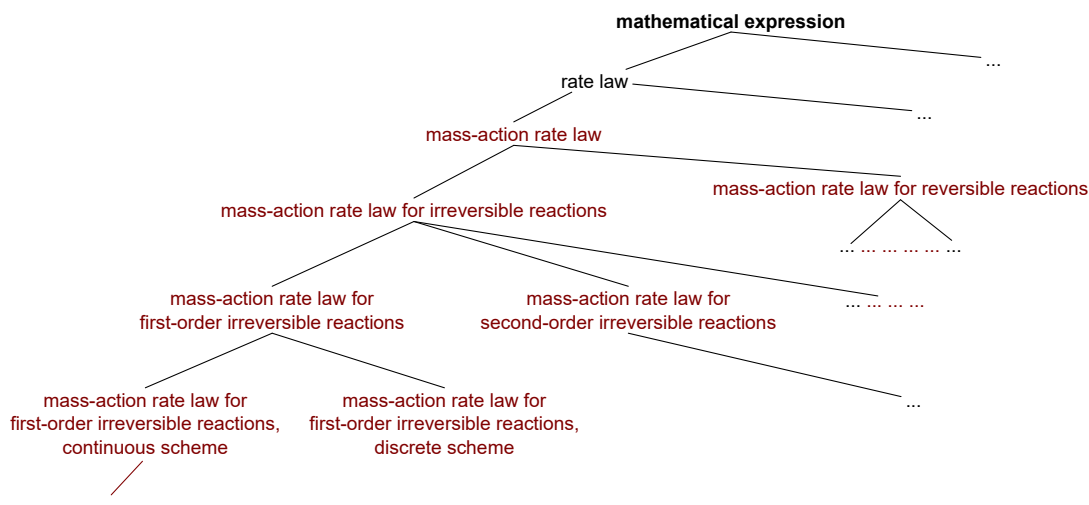 mathematical expression
...
rate law
...
mass-action rate law
mass-action rate law for reversible reactions
mass-action rate law for irreversible reactions
... ... ... ... ... ...
mass-action rate law for
first-order irreversible reactions
mass-action rate law for
second-order irreversible reactions
... ... ... ...
mass-action rate law for
first-order irreversible reactions,
continuous scheme
mass-action rate law for
first-order irreversible reactions,
discrete scheme
...